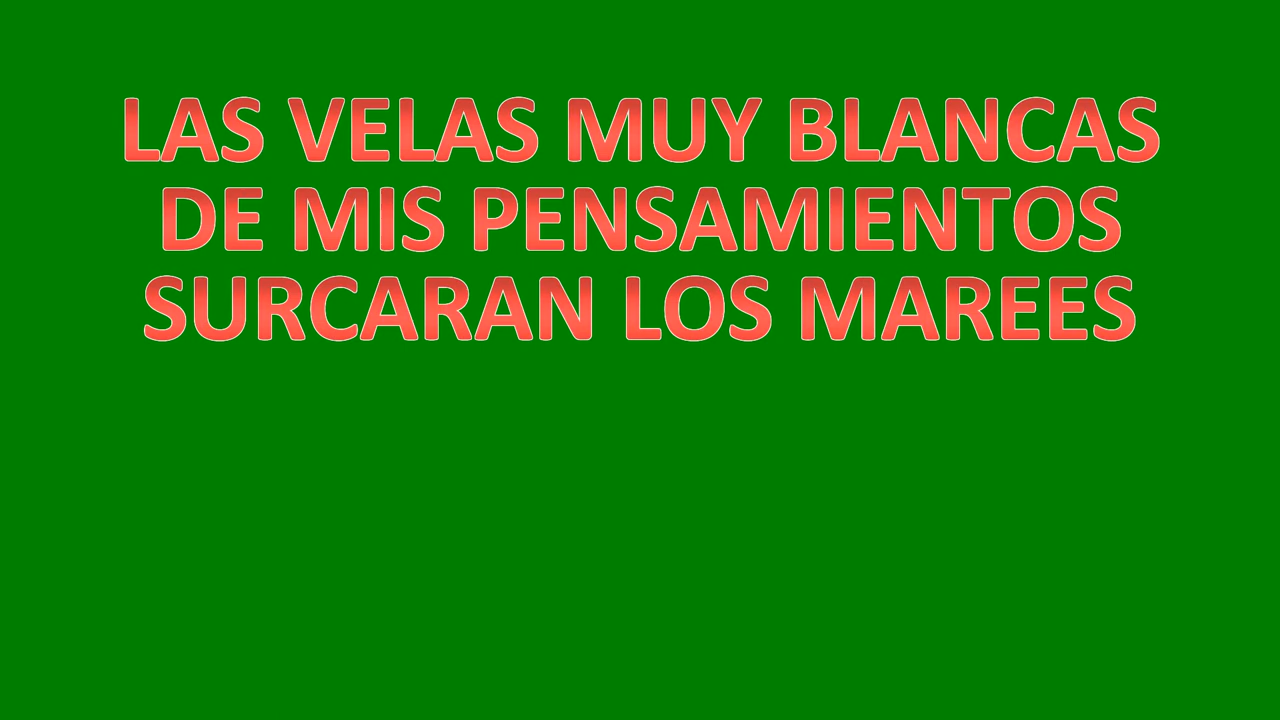 LAS VELAS MUY BLANCAS
DE MIS PENSAMIENTOS
SURCARAN LOS MAREES